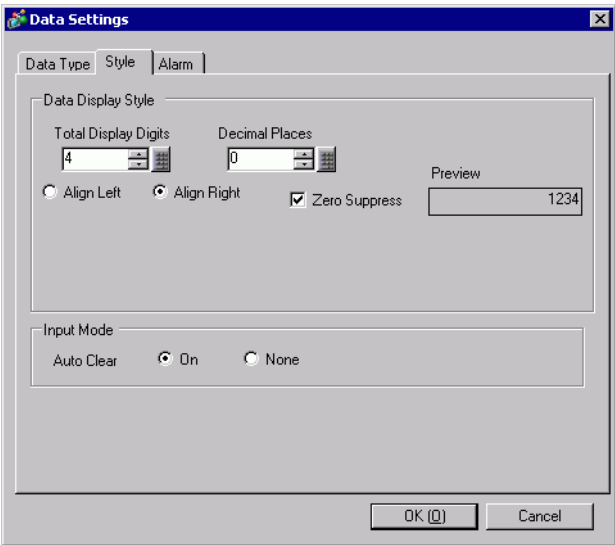 Data Settings
Data Type Style Alarm
Data Display Style
Total Display Digits Decimal Places
4 0
Preview
Align Left Align Right Zero Suppress 1234
Input Mode
Auto Clear On None
OK (O) Cancel